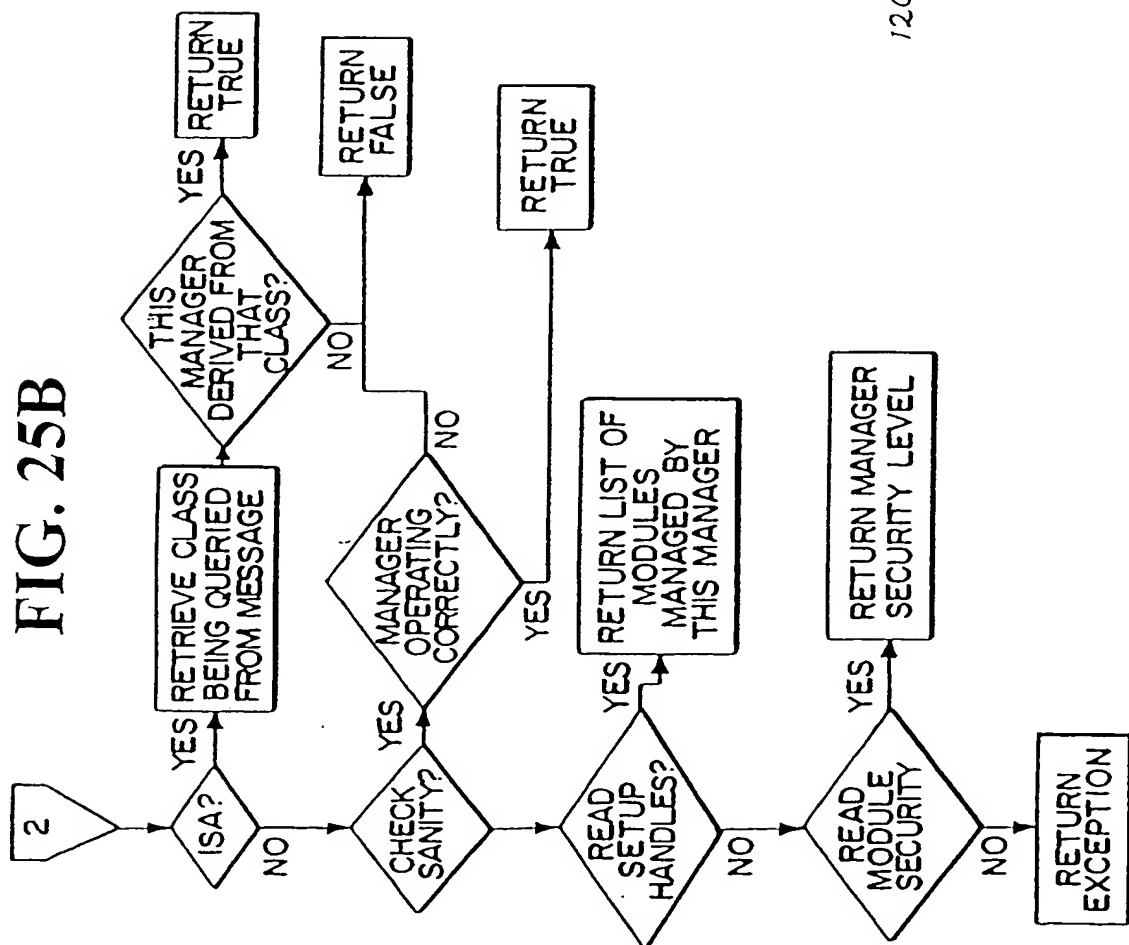 FIG. 25B
2
ISA?
YES
RETRIEVE CLASS
BEING QUERIED
FROM MESSAGE
THIS
MANAGER
DERIVED FROM
THAT
CLASS?
YES
RETURN
TRUE
NO
RETURN
FALSE
NO
CHECK
SANITY?
YES
MANAGER
OPERATING
CORRECTLY?
NO
YES
RETURN
TRUE
READ
SETUP
HANDLES?
YES
RETURN LIST OF
MODULES
MANAGED BY
THIS MANAGER
NO
READ
MODULE
SECURITY
YES
RETURN MANAGER
SECURITY LEVEL
NO
RETURN
EXCEPTION